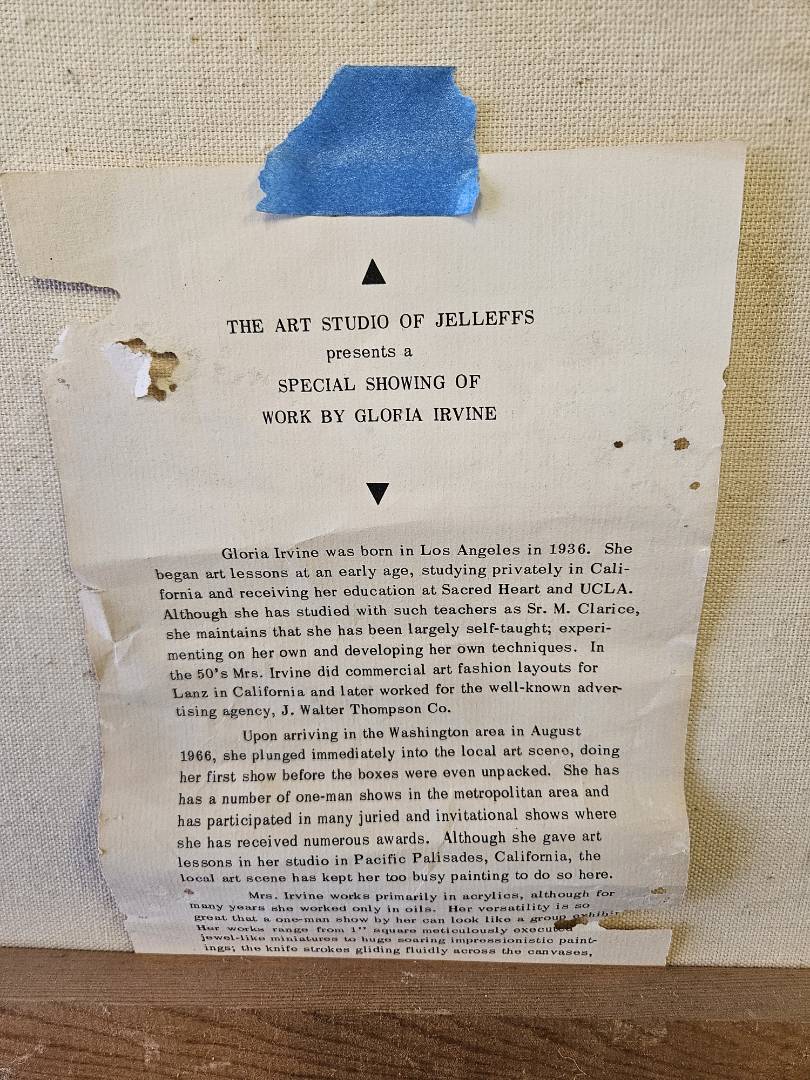 THE ART STUDIO OF JELLEFFS
presents a
SPECIAL SHOWING OF
WORK BY GLORIA IRVINE
Gloria Irvine was born in Los Angeles in 1936. She
began art lessons at an early age, studying privately in Cali-
fornia and receiving her education at Sacred Heart and UCLA.
Although she has studied with such teachers as Sr. M. Clarice,
she maintains that she has been largely self-taught; experi-
menting on her own and developing her own techniques. In
the 50's Mrs. Irvine did commercial art fashion layouts for
Lanz in California and later worked for the well-known adver-
tising agency, J. Walter Thompson Co.
Upon arriving in the Washington area in August
1966, she plunged immediately into the local art scene, doing
her first show before the boxes were even unpacked. She has
has a number of one-man shows in the metropolitan area and
has participated in many juried and invitational shows where
she has received numerous awards. Although she gave art
lessons in her studio in Pacific Palisades, California, the
local art scene has kept her too busy painting to do so here.
Mrs. Irvine works primarily in acrylics, although for
many years she worked only in oils. Her versatility is so
great that a one-man show by her can look like a group
Her works range from 1" square meticulously executed
jewel-like miniatures to huge soaring impressionistic paint-
ings; the knife strokes gliding fluidly across the canvases,